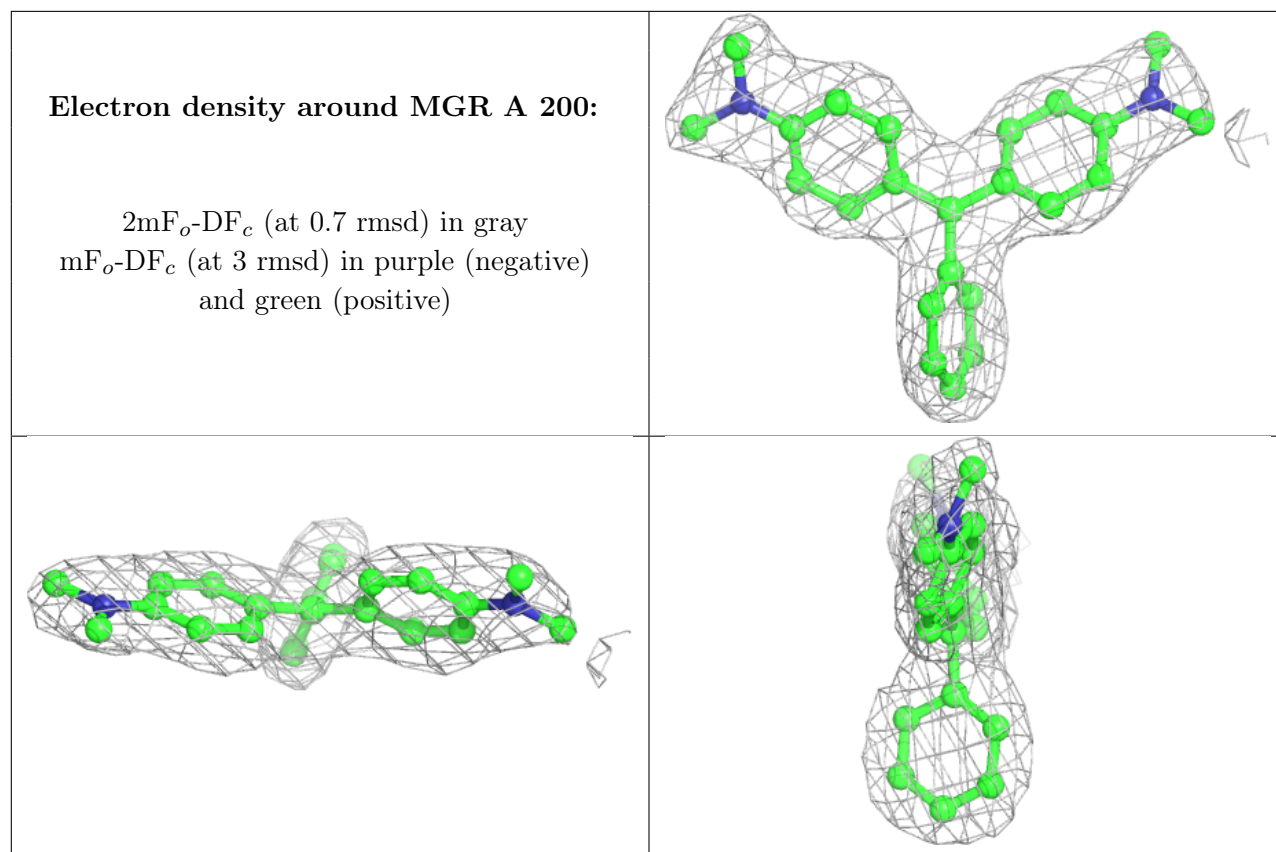 Electron density around MGR A 200:
2mFₒ-DF𝒸 (at 0.7 rmsd) in gray
mFₒ-DF𝒸 (at 3 rmsd) in purple (negative)
and green (positive)